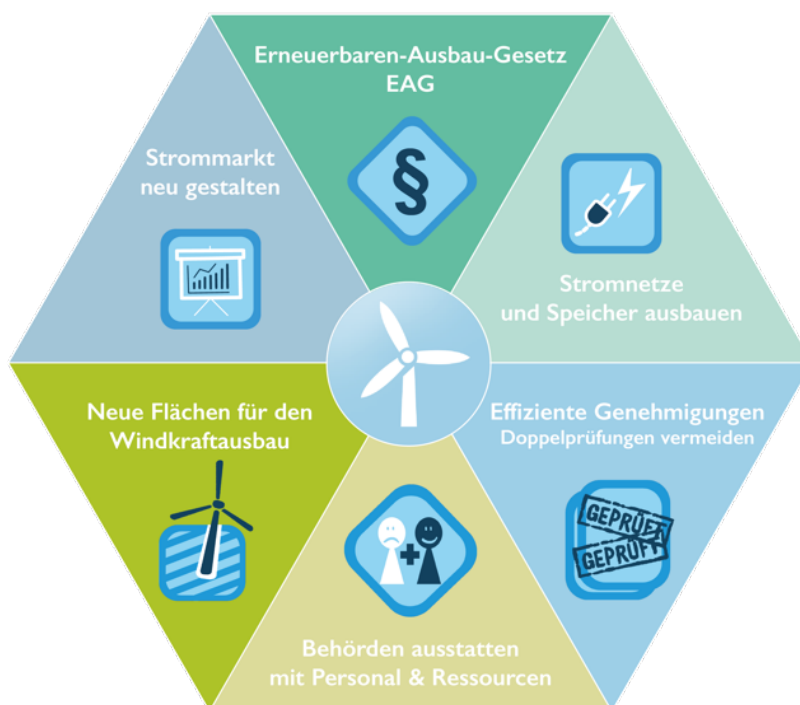 Erneuerbaren-Ausbau-Gesetz
EAG
§
Strommarkt
neu gestalten
Stromnetze
und Speicher ausbauen
Neue Flächen für den
Windkraftausbau
Effiziente Genehmigungen
Doppelprüfungen vermeiden
GEPRÜFT
GEPRÜFT
Behörden ausstatten
mit Personal & Ressourcen